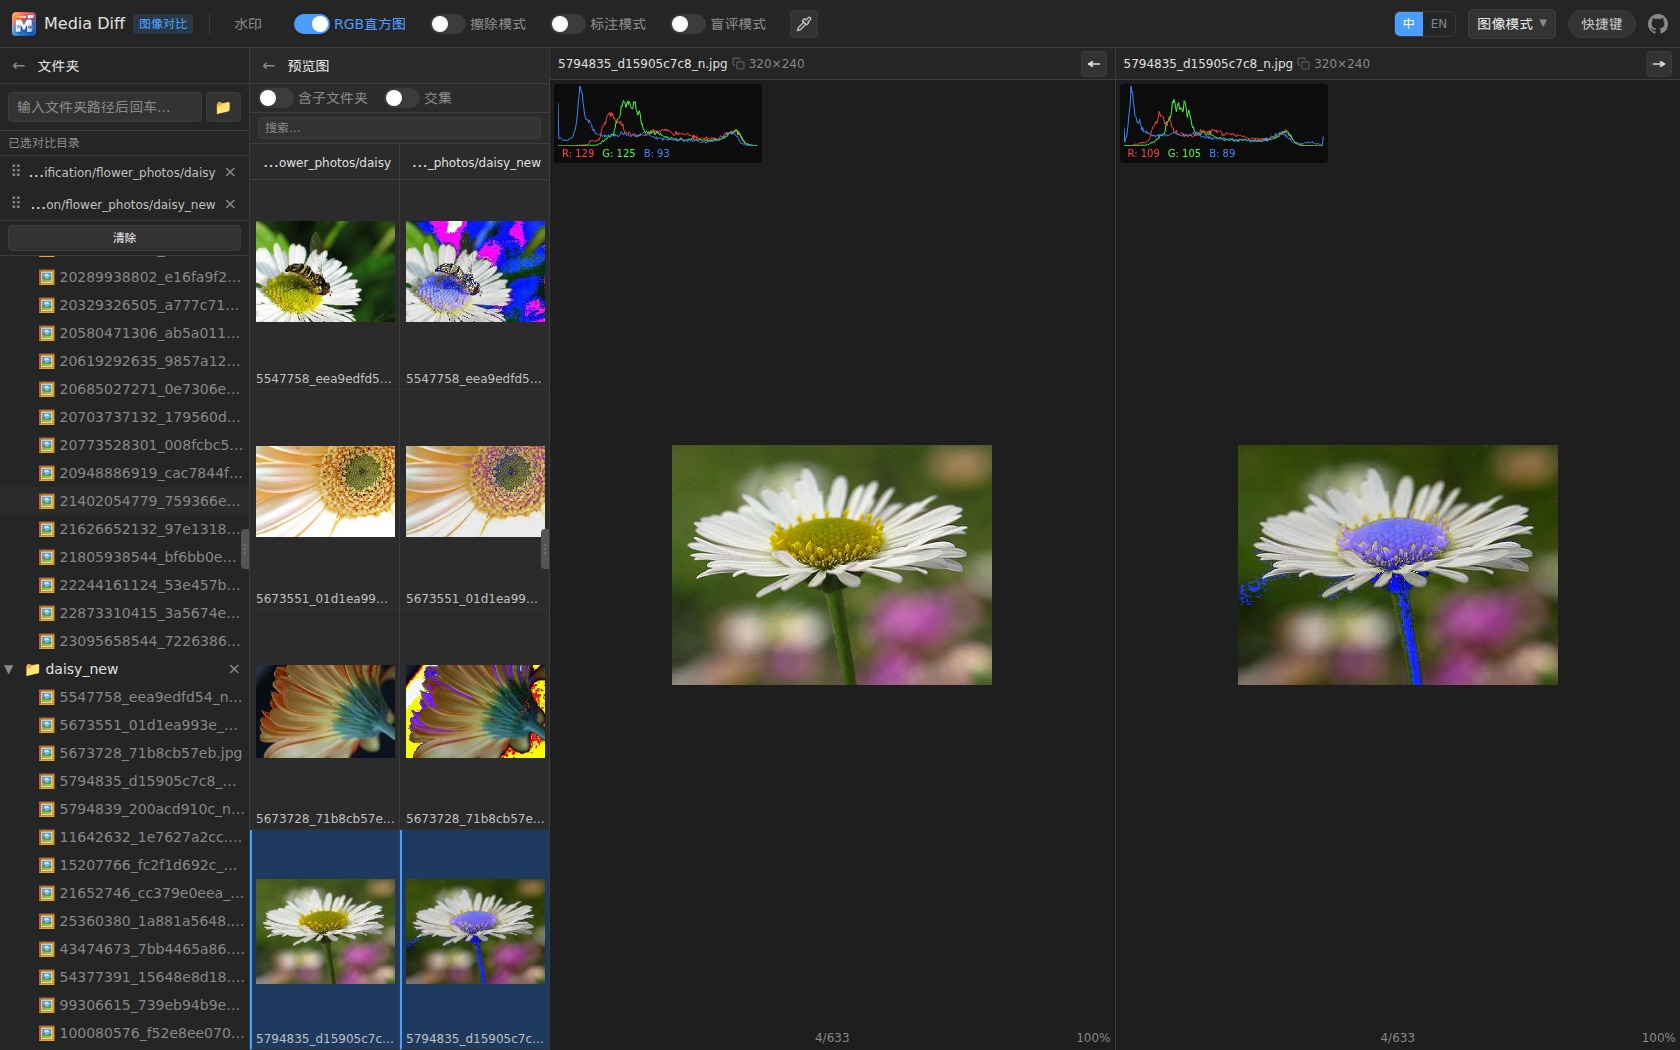 Media Diff 图像对比 水印 RGB直方图 擦除模式 标注模式 盲评模式 中 EN 图像模式 ▼ 快捷键
← 文件夹
输入文件夹路径后回车...
已选对比目录
...ification/flower_photos/daisy ×
...on/flower_photos/daisy_new ×
清除
20289938802_e16fa9f2...
20329326505_a777c71...
20580471306_ab5a011...
20619292635_9857a12...
20685027271_0e7306e...
20703737132_179560d...
20773528301_008fcbc5...
20948886919_cac7844f...
21402054779_759366e...
21626652132_97e1318...
21805938544_bf6bb0e...
22244161124_53e457b...
22873310415_3a5674e...
23095658544_7226386...
▼ daisy_new ×
5547758_eea9edfd54_n...
5673551_01d1ea993e_...
5673728_71b8cb57eb.jpg
5794835_d15905c7c8_...
5794839_200acd910c_n...
11642632_1e7627a2cc....
15207766_fc2f1d692c_...
21652746_cc379e0eea_...
25360380_1a881a5648....
43474673_7bb4465a86....
54377391_15648e8d18....
99306615_739eb94b9e...
100080576_f52e8ee070...
← 预览图
含子文件夹 交集
搜索...
...ower_photos/daisy ..._photos/daisy_new
5547758_eea9edfd5... 5547758_eea9edfd5...
5673551_01d1ea99... 5673551_01d1ea99...
5673728_71b8cb57e... 5673728_71b8cb57e...
5794835_d15905c7c... 5794835_d15905c7c...
5794835_d15905c7c8_n.jpg 320×240 ←
R: 129 G: 125 B: 93
4/633 100%
5794835_d15905c7c8_n.jpg 320×240 →
R: 109 G: 105 B: 89
4/633 100%